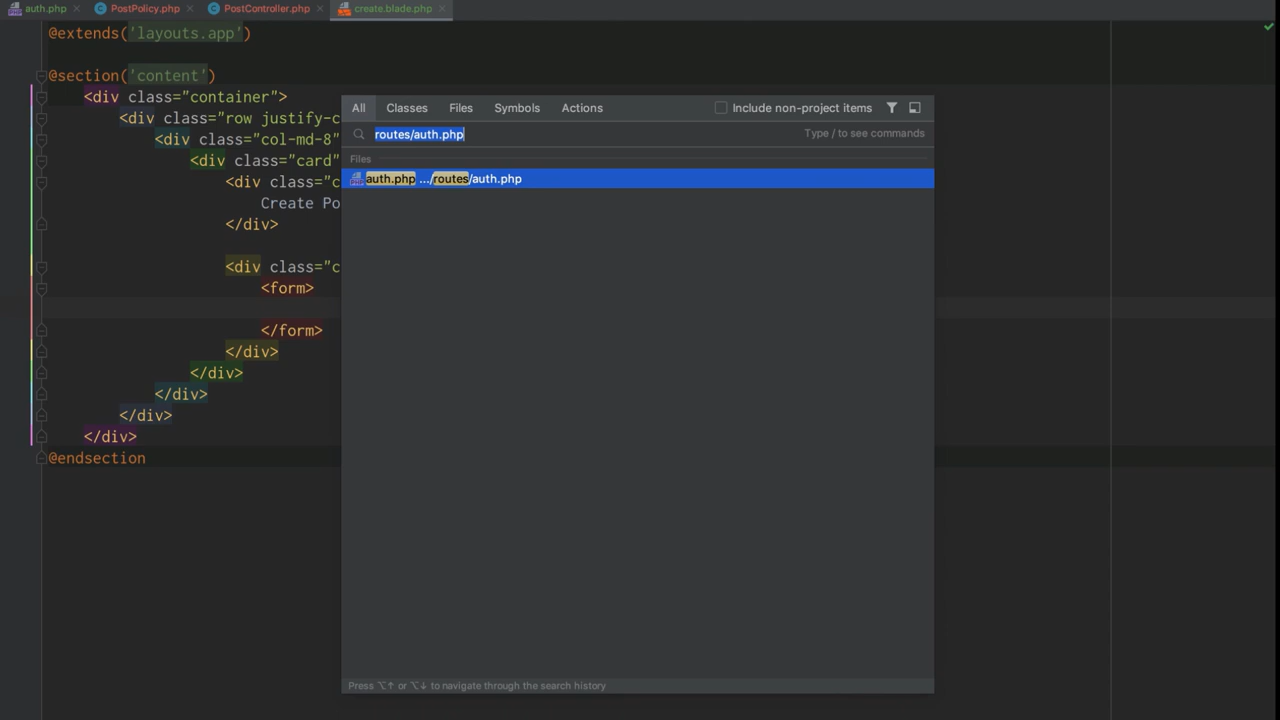 auth.php PostPolicy.php PostController.php create.blade.php
@extends('layouts.app')
@section('content')
<div class="container">
<div class="row justify-c
<div class="col-md-8"
<div class="card"
<div class="c
Create Po
</div>
<div class="c
<form>
</form>
</div>
</div>
</div>
</div>
</div>
@endsection
All Classes Files Symbols Actions Include non-project items
routes/auth.php Type / to see commands
Files
auth.php .../routes/auth.php
Press ⌥↑ or ⌥↓ to navigate through the search history